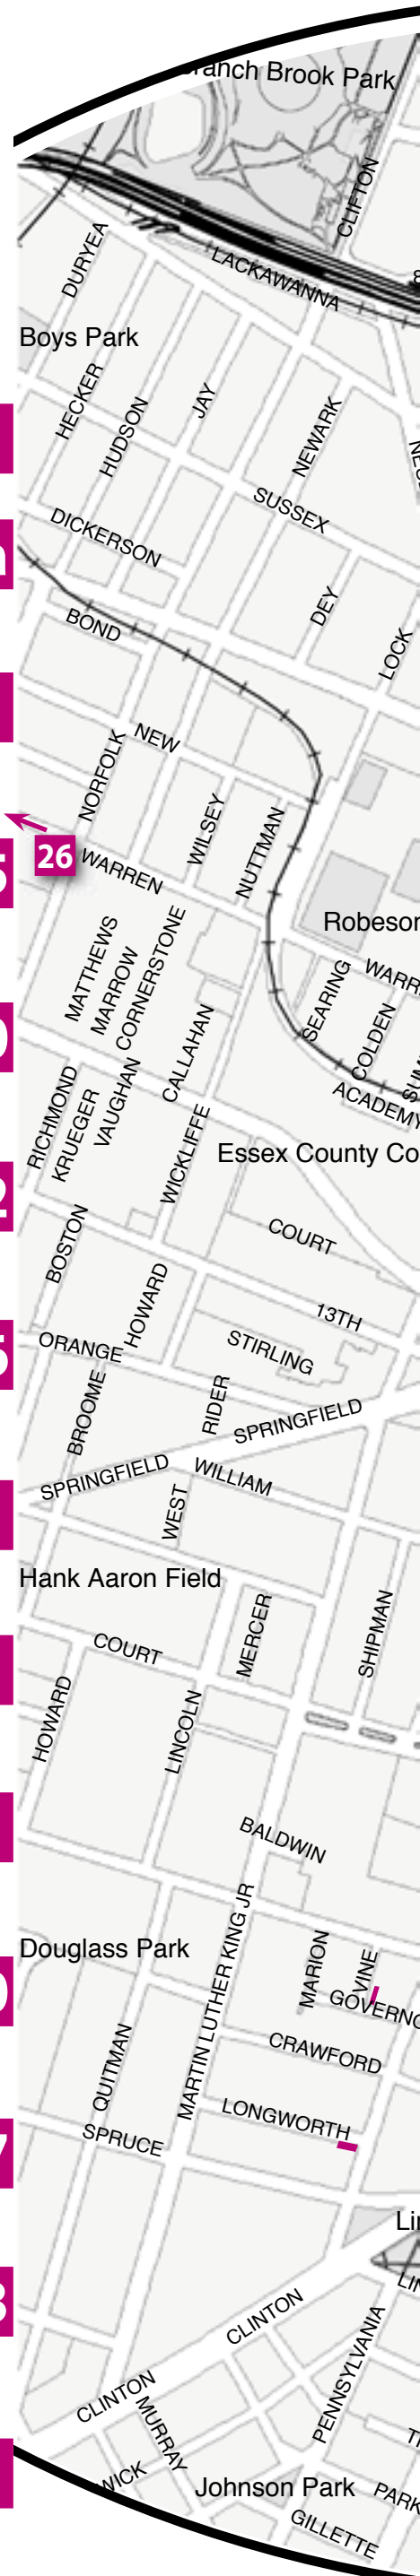 Branch Brook Park
CLIFTON
DURYEA
LACKAWANNA
Boys Park
HECKER
HUDSON
JAY
NEWARK
SUSSEX
DICKERSON
DEY
BOND
LOCK
NEW
NORFOLK
WILSEY
NUTTMAN
26
WARREN
MATTHEWS
MARROW
CORNERSTONE
SEARING
COLDEN
ACADEMY
CALLAHAN
VAUGHAN
RICHMOND
KRUEGER
WICKLIFFE
Essex County Co
COURT
BOSTON
HOWARD
13TH
STIRLING
ORANGE
BROOME
RIDER
SPRINGFIELD
SPRINGFIELD
WILLIAM
WEST
Hank Aaron Field
MERCER
SHIPMAN
COURT
HOWARD
LINCOLN
BALDWIN
MARTIN LUTHER KING JR
Douglass Park
MARION
VINE
GOVERNO
CRAWFORD
QUITMAN
LONGWORTH
SPRUCE
CLINTON
PENNSYLVANIA
CLINTON
MURRAY
WICK
Johnson Park
PARK
GILLETTE